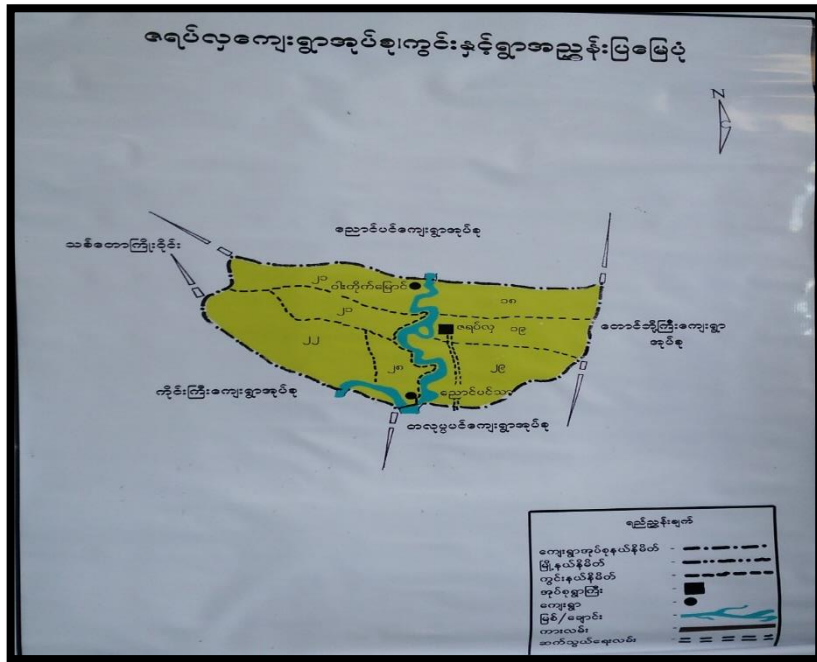 ဇရပ်လှကျေးရွာအုပ်စု၊ကွင်းနှင့်ရွာအညွှန်းပြမြေပုံ
N
ညောင်ပင်ကျေးရွာအုပ်စု
သစ်တောကြိုးဝိုင်း
၂၁
ဝါးကိုက်မြောင်
၁၈
၂၁
ဇရပ်လှ
၁၉
တောင်ဘို့ကြီးကျေးရွာ
အုပ်စု
၂၂
၂၈
၂၉
ကိုင်းကြီးကျေးရွာအုပ်စု
ညောင်ပင်သာ
တလုပ္ပပင်ကျေးရွာအုပ်စု
ရည်ညွှန်းချက်
ကျေးရွာအုပ်စုနယ်နိမိတ် -
မြို့နယ်နိမိတ် -
ကွင်းနယ်နိမိတ် -
အုပ်စုရွာကြီး -
ကျေးရွာ -
မြစ်/ချောင်း -
ကားလမ်း -
ဆက်သွယ်ရေးလမ်း -